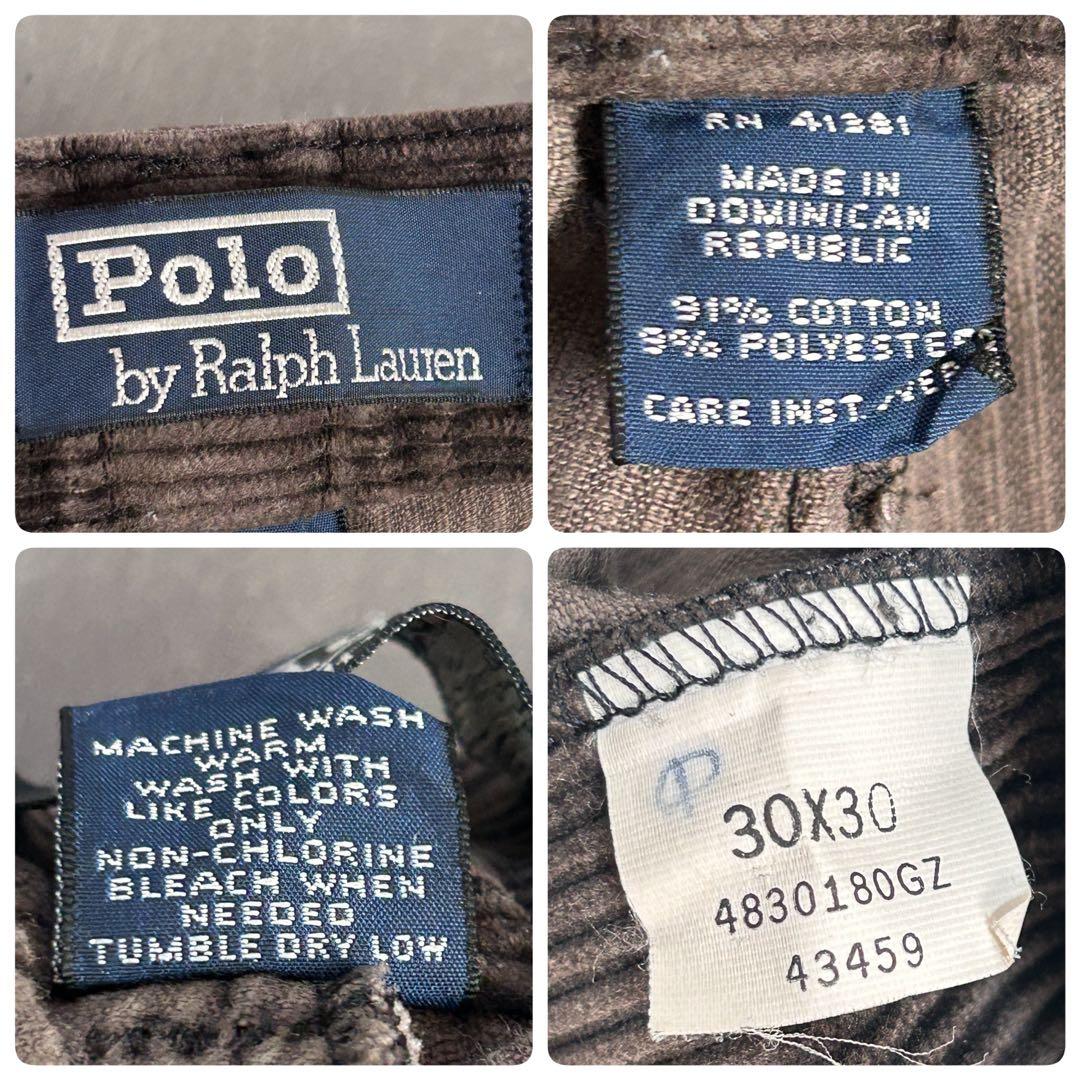 Polo
by Ralph Lauren
RN 41381
MADE IN
DOMINICAN
REPUBLIC
91% COTTON
9% POLYESTER
CARE INST
MACHINE WASH
WARM
WASH WITH
LIKE COLORS
ONLY
NON-CHLORINE
BLEACH WHEN
NEEDED
TUMBLE DRY LOW
P
30X30
4830180GZ
43459